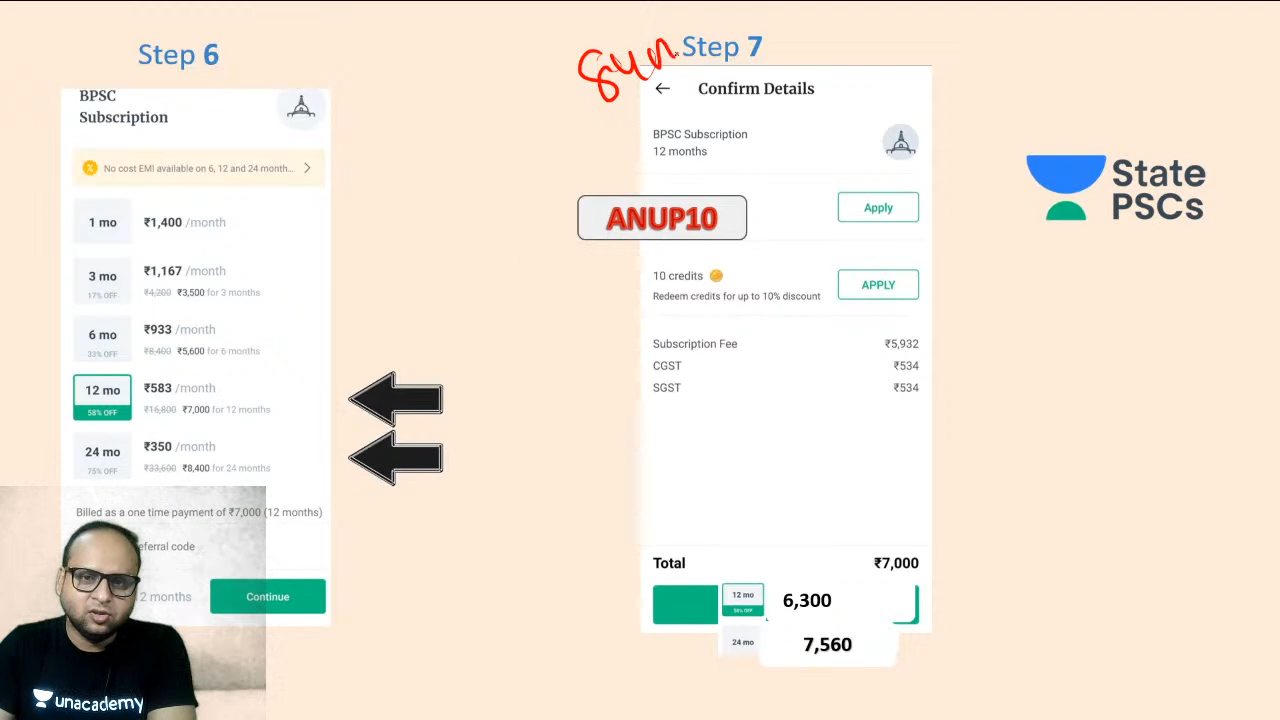 Step 6
BPSC
Subscription
No cost EMI available on 6, 12 and 24 month...
1 mo ₹1,400 /month
3 mo ₹1,167 /month
17% OFF ₹4,200 ₹3,500 for 3 months
6 mo ₹933 /month
33% OFF ₹8,400 ₹5,600 for 6 months
12 mo ₹583 /month
58% OFF ₹16,800 ₹7,000 for 12 months
24 mo ₹350 /month
75% OFF ₹33,600 ₹8,400 for 24 months
Billed as a one time payment of ₹7,000 (12 months)
eferral code
2 months Continue
unacademy
Step 7
Confirm Details
BPSC Subscription
12 months
ANUP10 Apply
10 credits APPLY
Redeem credits for up to 10% discount
Subscription Fee ₹5,932
CGST ₹534
SGST ₹534
Total ₹7,000
12 mo 6,300
58% OFF
24 mo 7,560
State
PSCs